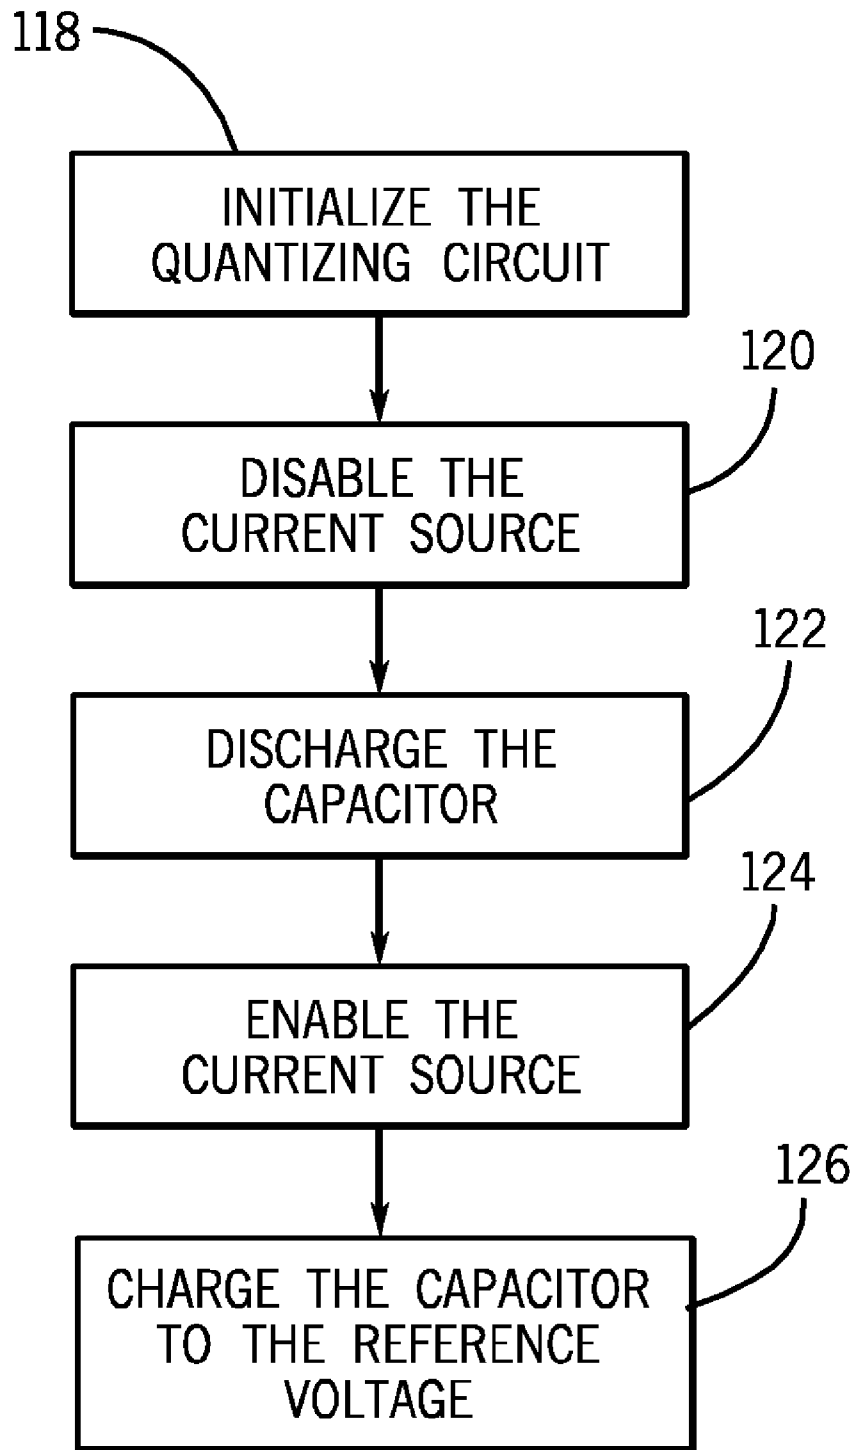 118
INITIALIZE THE
QUANTIZING CIRCUIT
120
DISABLE THE
CURRENT SOURCE
122
DISCHARGE THE
CAPACITOR
124
ENABLE THE
CURRENT SOURCE
126
CHARGE THE CAPACITOR
TO THE REFERENCE
VOLTAGE